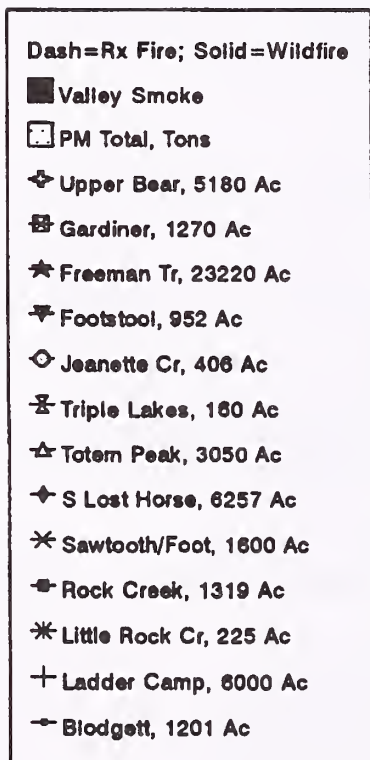 Dash=Rx Fire; Solid=Wildfire
Valley Smoke
PM Total, Tons
Upper Bear, 5180 Ac
Gardiner, 1270 Ac
Freeman Tr, 23220 Ac
Footstool, 952 Ac
Jeanette Cr, 406 Ac
Triple Lakes, 160 Ac
Totem Peak, 3050 Ac
S Lost Horse, 6257 Ac
Sawtooth/Foot, 1600 Ac
Rock Creek, 1319 Ac
Little Rock Cr, 225 Ac
Ladder Camp, 6000 Ac
Blodgett, 1201 Ac